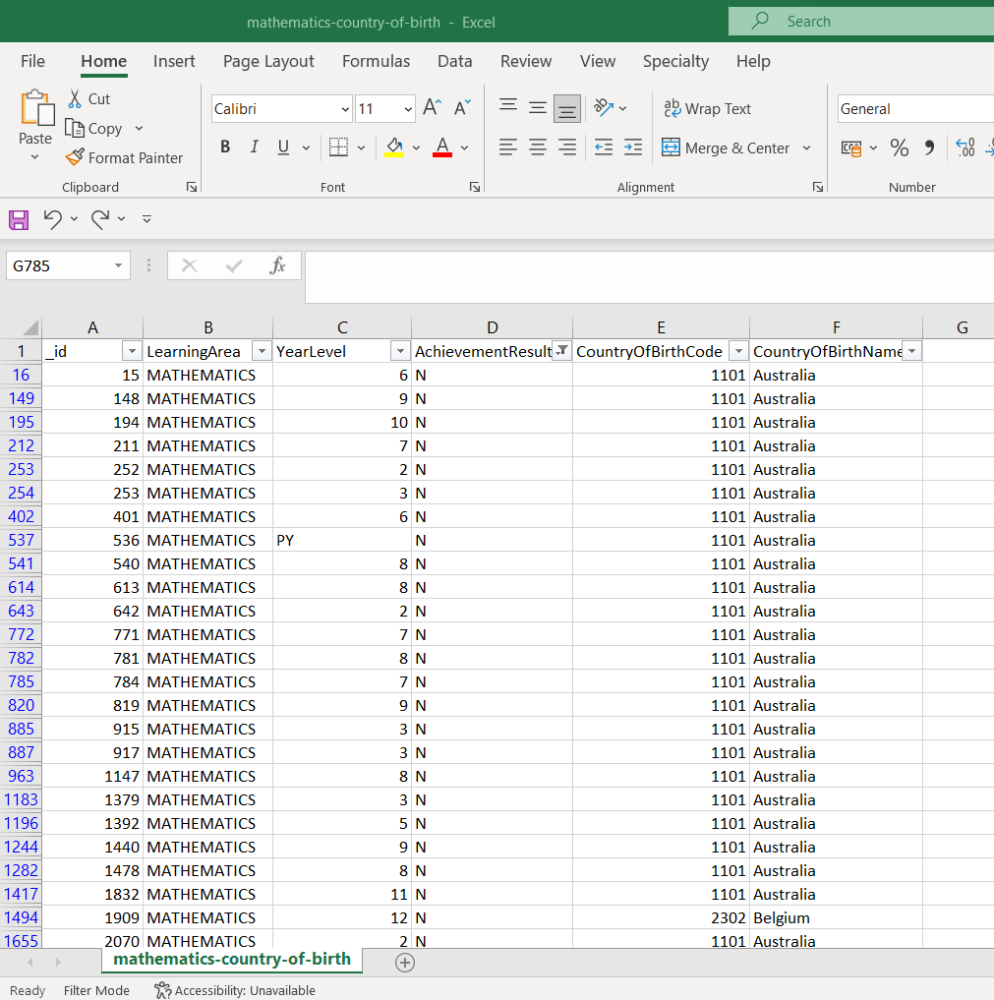 mathematics-country-of-birth - Excel
Search
File Home Insert Page Layout Formulas Data Review View Specialty Help
Paste
Cut
Copy
Format Painter
Clipboard
Calibri 11
B I U A
Font
ab Wrap Text
Merge & Center
Alignment
General
% 9 .00
Number
G785
fx
A B C D E F G
1 _id LearningArea YearLevel AchievementResult CountryOfBirthCode CountryOfBirthName
16 15 MATHEMATICS 6 N 1101 Australia
149 148 MATHEMATICS 9 N 1101 Australia
195 194 MATHEMATICS 10 N 1101 Australia
212 211 MATHEMATICS 7 N 1101 Australia
253 252 MATHEMATICS 2 N 1101 Australia
254 253 MATHEMATICS 3 N 1101 Australia
402 401 MATHEMATICS 6 N 1101 Australia
537 536 MATHEMATICS PY N 1101 Australia
541 540 MATHEMATICS 8 N 1101 Australia
614 613 MATHEMATICS 8 N 1101 Australia
643 642 MATHEMATICS 2 N 1101 Australia
772 771 MATHEMATICS 7 N 1101 Australia
782 781 MATHEMATICS 8 N 1101 Australia
785 784 MATHEMATICS 7 N 1101 Australia
820 819 MATHEMATICS 9 N 1101 Australia
885 915 MATHEMATICS 3 N 1101 Australia
887 917 MATHEMATICS 3 N 1101 Australia
963 1147 MATHEMATICS 8 N 1101 Australia
1183 1379 MATHEMATICS 3 N 1101 Australia
1196 1392 MATHEMATICS 5 N 1101 Australia
1244 1440 MATHEMATICS 9 N 1101 Australia
1282 1478 MATHEMATICS 8 N 1101 Australia
1417 1832 MATHEMATICS 11 N 1101 Australia
1494 1909 MATHEMATICS 12 N 2302 Belgium
1655 2070 MATHEMATICS 2 N 1101 Australia
mathematics-country-of-birth
Ready Filter Mode Accessibility: Unavailable